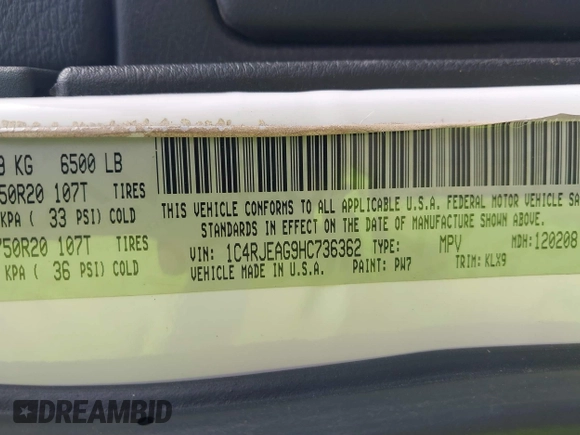 9 KG 6500 LB
50R20 107T TIRES
KPA ( 33 PSI) COLD
750R20 107T TIRES
KPA ( 36 PSI) COLD
THIS VEHICLE CONFORMS TO ALL APPLICABLE U.S.A. FEDERAL MOTOR VEHICLE SA
STANDARDS IN EFFECT ON THE DATE OF MANUFACTURE SHOWN ABOVE.
VIN: 1C4RJEAG9HC736362 TYPE: MPV MDH: 120208
VEHICLE MADE IN U.S.A. PAINT: PW7 TRIM: KLX9
DREAMBID